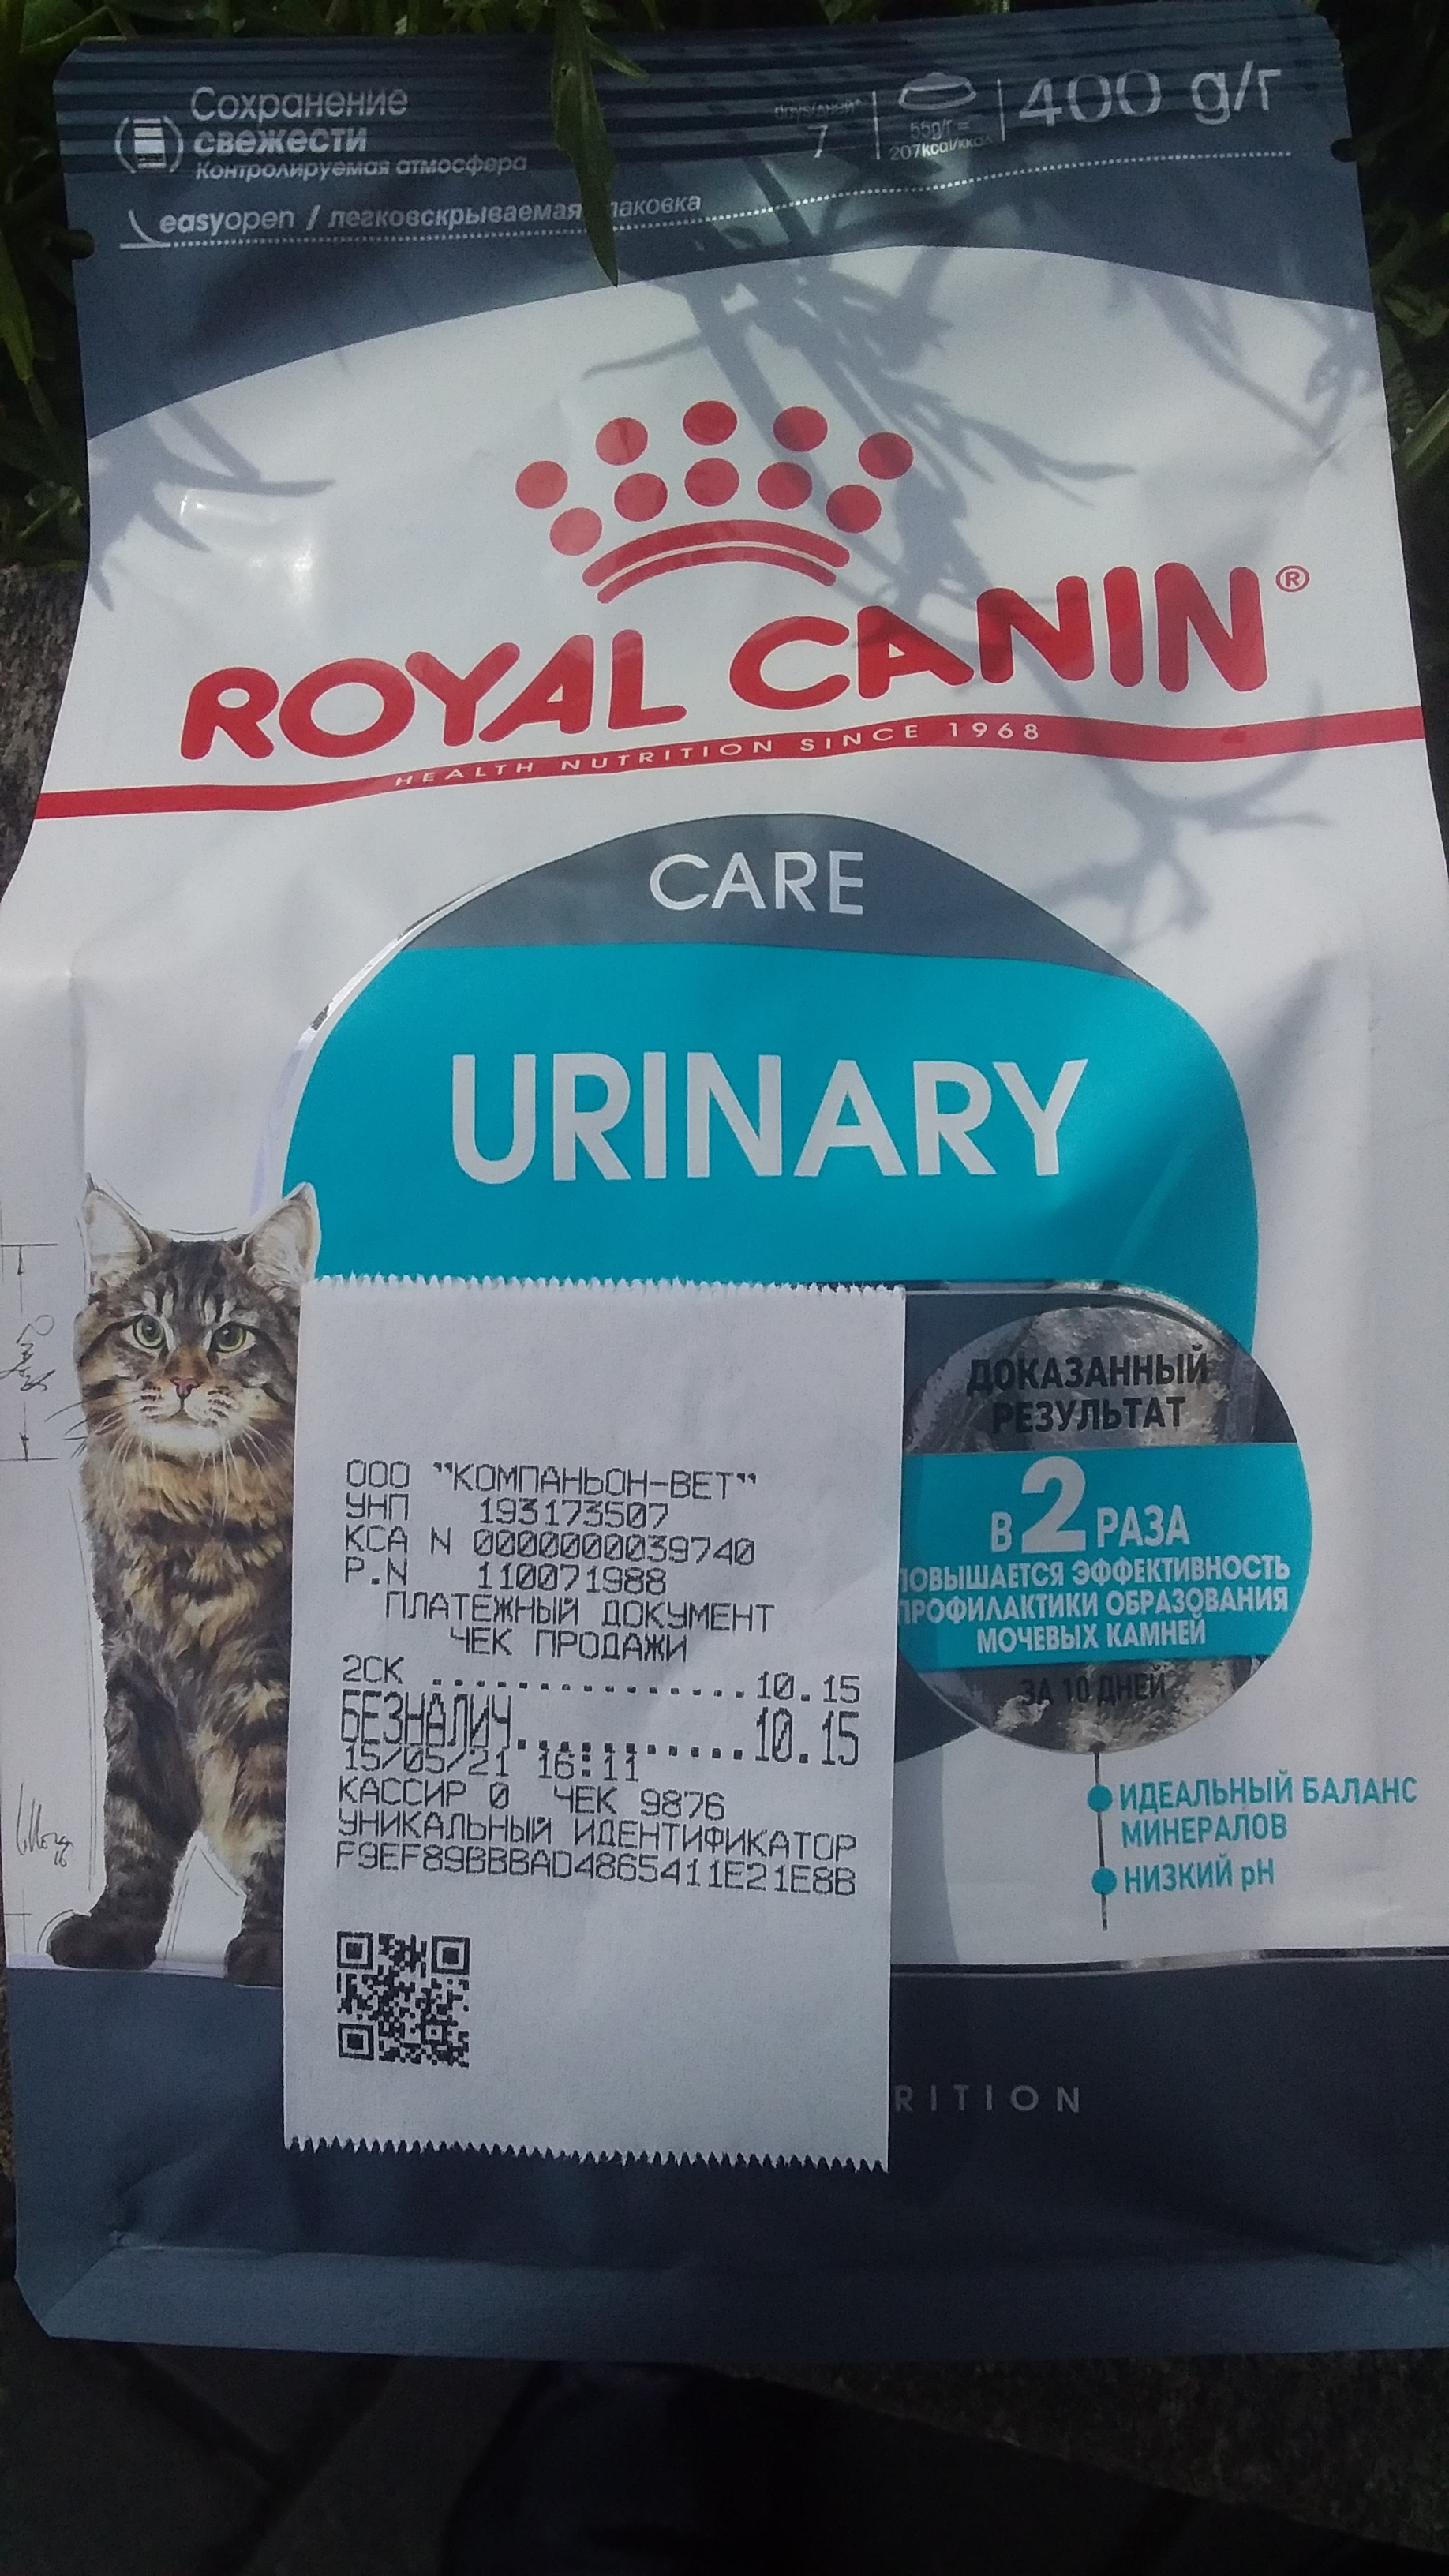 Сохранение
свежести
Контролируемая атмосфера
days/дней*
7
55g/г =
207kcal/ккал
400 g/г
easyopen / легковскрываемая паковка
ROYAL CANIN®
HEALTH NUTRITION SINCE 1968
CARE
URINARY
ДОКАЗАННЫЙ
РЕЗУЛЬТАТ
В 2 РАЗА
ПОВЫШАЕТСЯ ЭФФЕКТИВНОСТЬ
ПРОФИЛАКТИКИ ОБРАЗОВАНИЯ
МОЧЕВЫХ КАМНЕЙ
ЗА 10 ДНЕЙ
ИДЕАЛЬНЫЙ БАЛАНС
МИНЕРАЛОВ
НИЗКИЙ pH
ООО "КОМПАНЬОН-ВЕТ"
УНП 193173507
КСА N 0000000039740
P.N 110071988
ПЛАТЕЖНЫЙ ДОКУМЕНТ
ЧЕК ПРОДАЖИ
2СК ................10.15
БЕЗНАЛИЧ............10.15
15/05/21 16:11
КАССИР 0 ЧЕК 9876
УНИКАЛЬНЫЙ ИДЕНТИФИКАТОР
F9EF89BBBAD4865411E21E8B
RITION